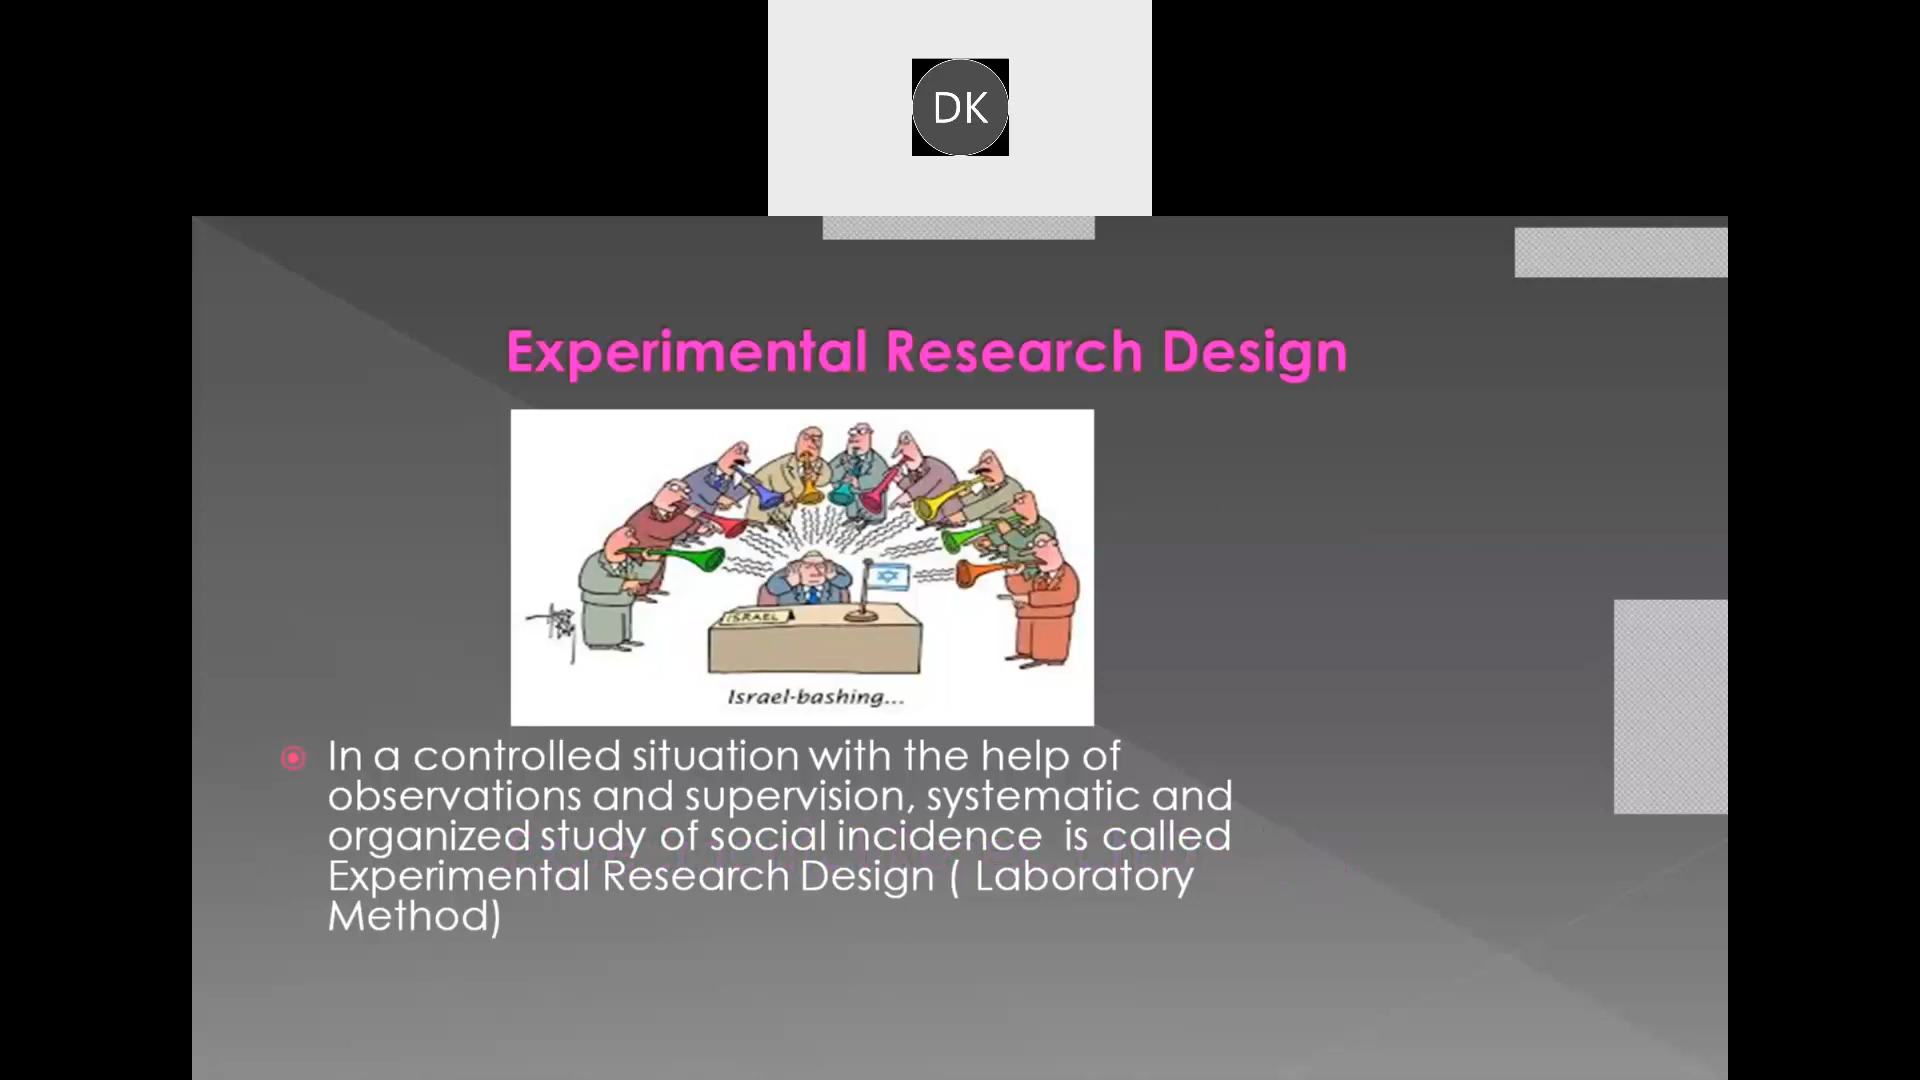 DK
Experimental Research Design
ISRAEL
Israel-bashing...
In a controlled situation with the help of
observations and supervision, systematic and
organized study of social incidence is called
Experimental Research Design ( Laboratory
Method)